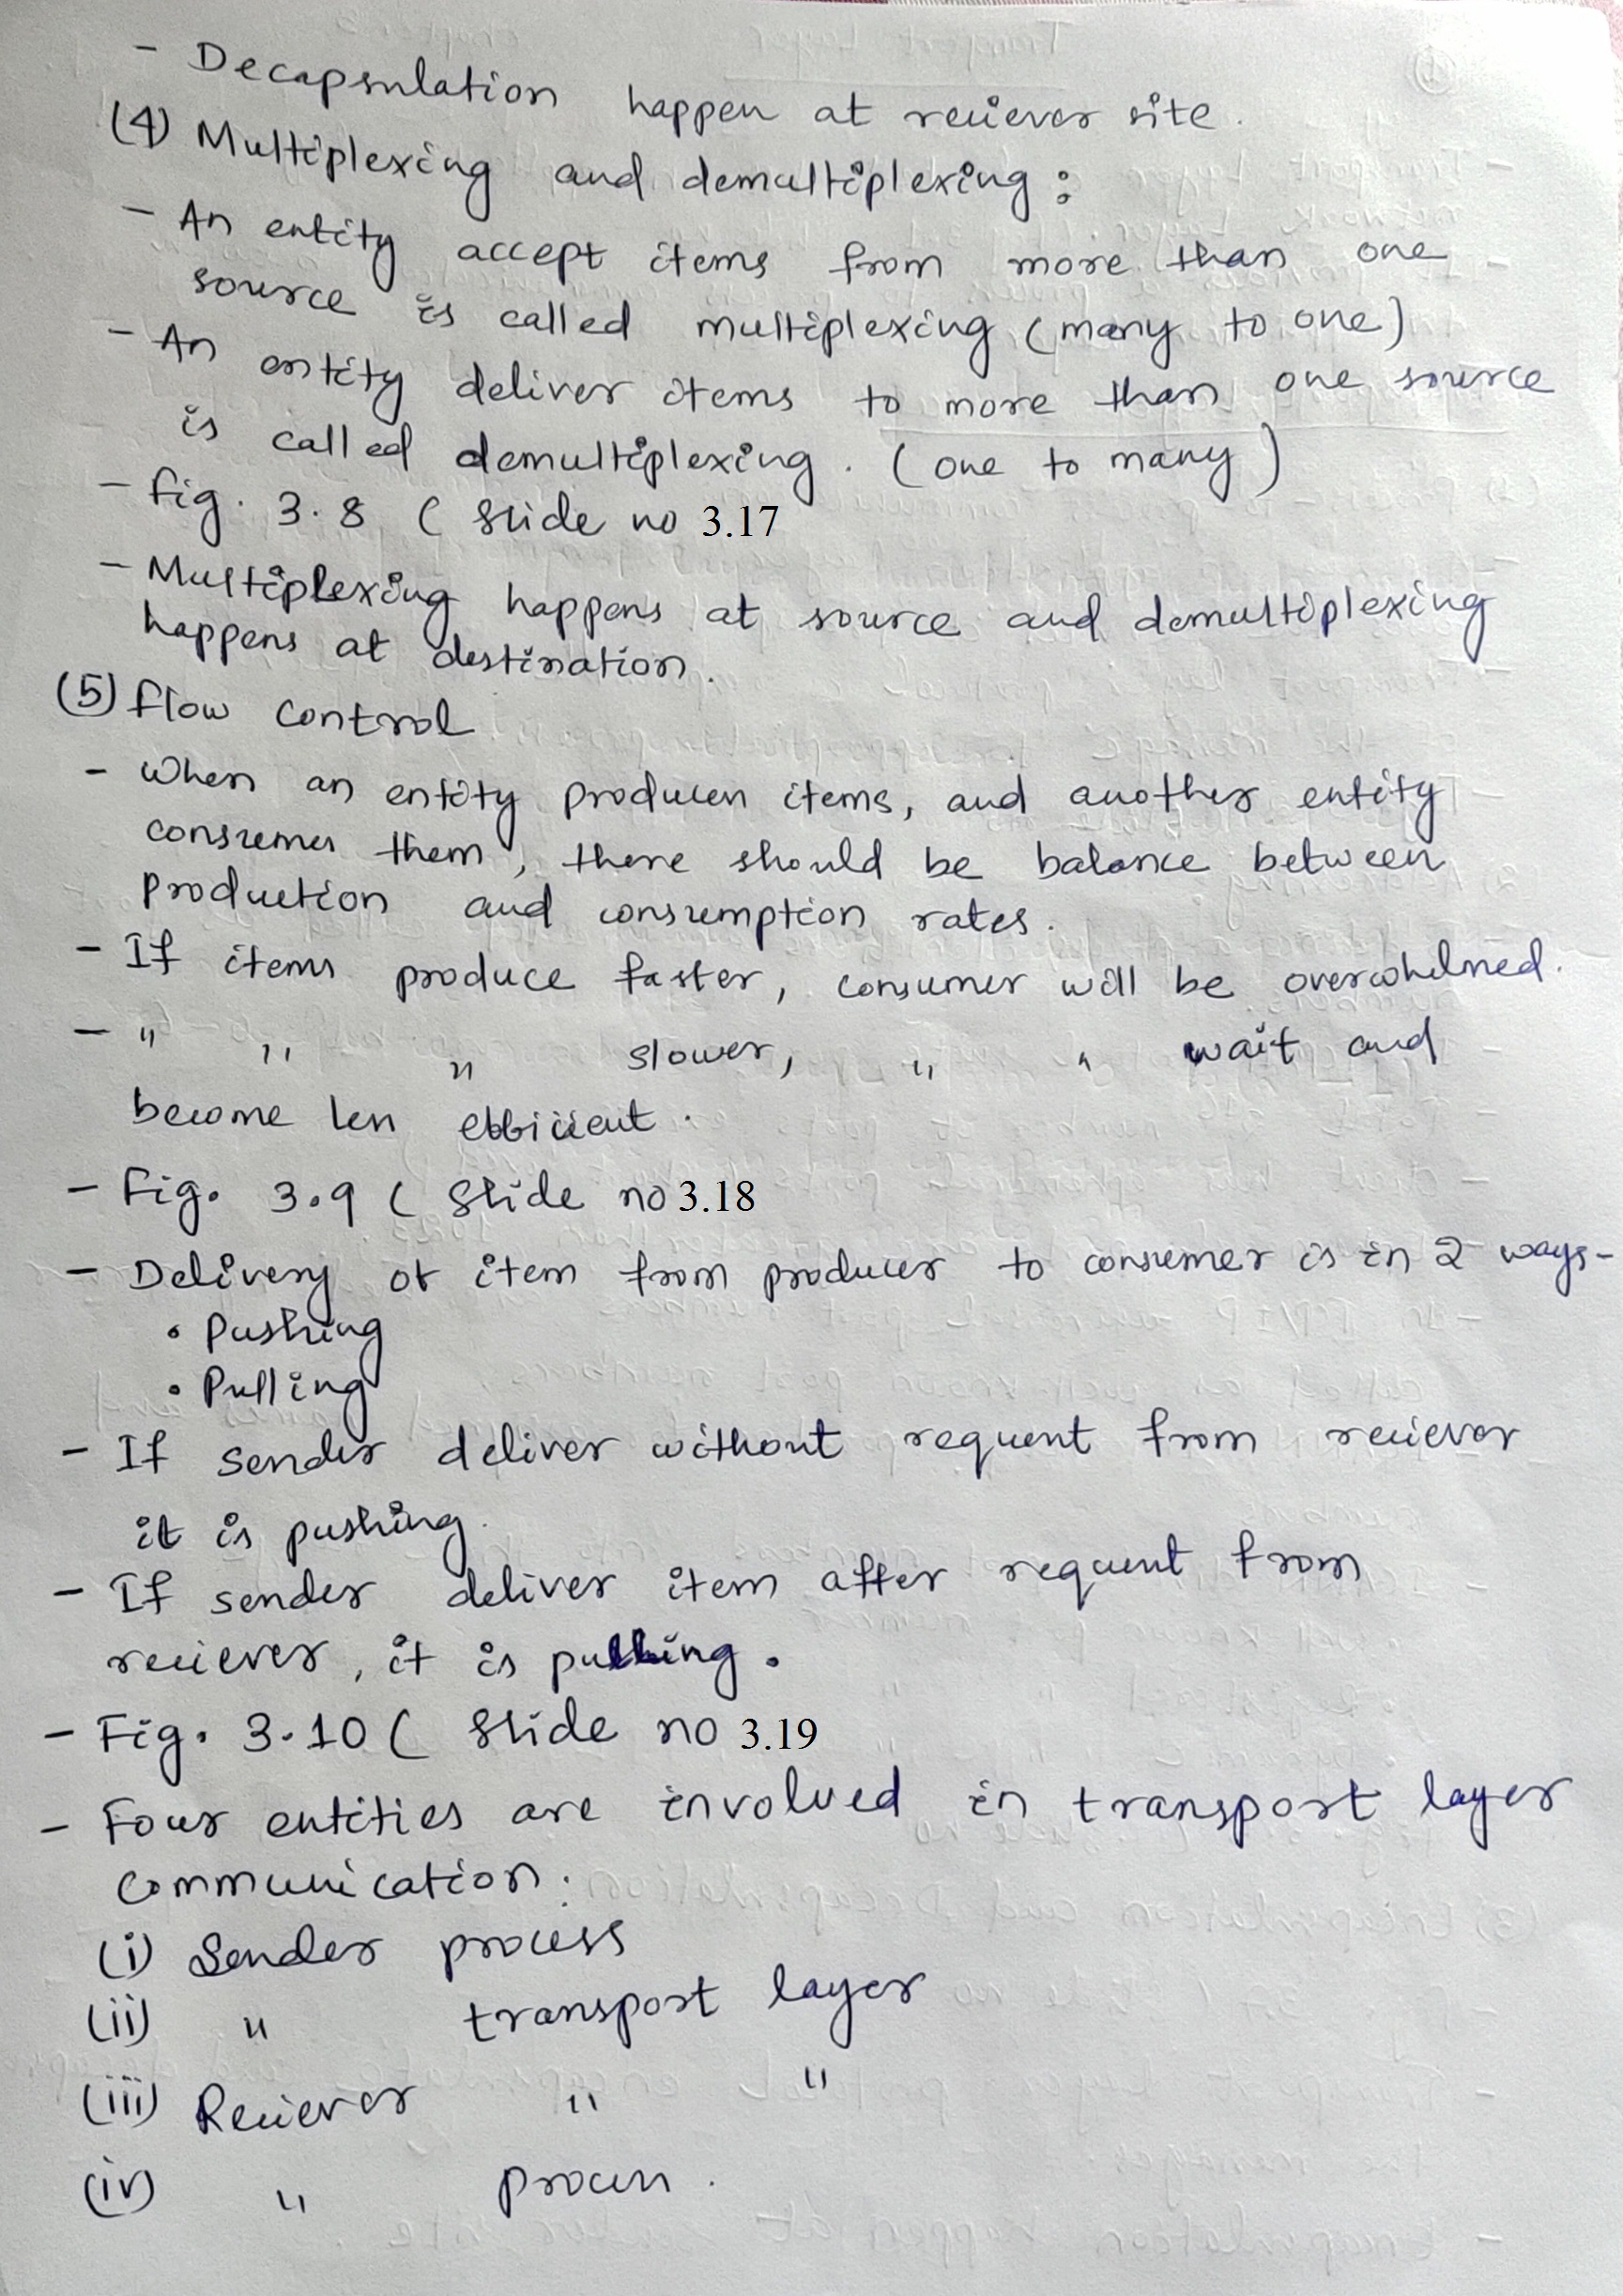 - Decapsulation happen at reciever site.
(4) Multiplexing and demultiplexing :
- An entity accept items from more than one
source is called multiplexing (many to one)
- An entity deliver items to more than one source
is called demultiplexing. (one to many)
- fig. 3.8 ( Slide no 3.17
- Multiplexing happens at source and demultiplexing
happens at destination.
(5) flow control
- When an entity produces items, and another entity
consumes them, there should be balance between
production and consumption rates.
- If items produce faster, consumer will be overwhelmed.
- " " " slower, " " wait and
become less efficient.
- Fig. 3.9 ( Slide no 3.18
- Delivery of item from producer to consumer is in 2 ways-
• Pushing
• Pulling
- If sender deliver without request from reciever
it is pushing.
- If sender deliver item after request from
reciever, it is pulling.
- Fig. 3.10 ( Slide no 3.19
- Four entities are involved in transport layer
communication.
(i) Sender process
(ii) " transport layer
(iii) Reciever " "
(iv) " process.